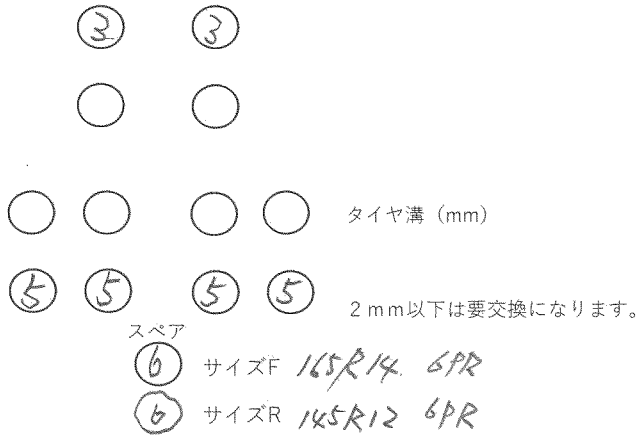 3 3
タイヤ溝（mm）
5 5 5 5
２ｍｍ以下は要交換になります。
スペア
6 サイズF 165R14. 6PR
6 サイズR 145R12 6PR